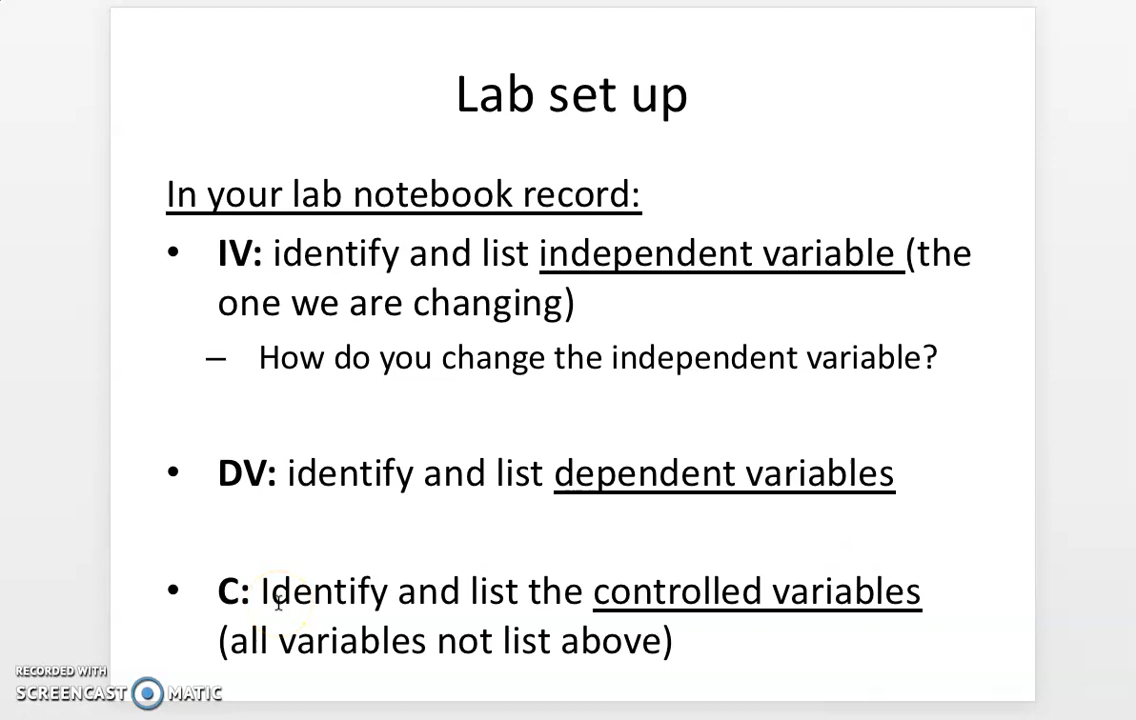 Lab set up
In your lab notebook record:
• IV: identify and list independent variable (the
one we are changing)
– How do you change the independent variable?
• DV: identify and list dependent variables
• C: Identify and list the controlled variables
(all variables not list above)
RECORDED WITH
SCREENCAST MATIC